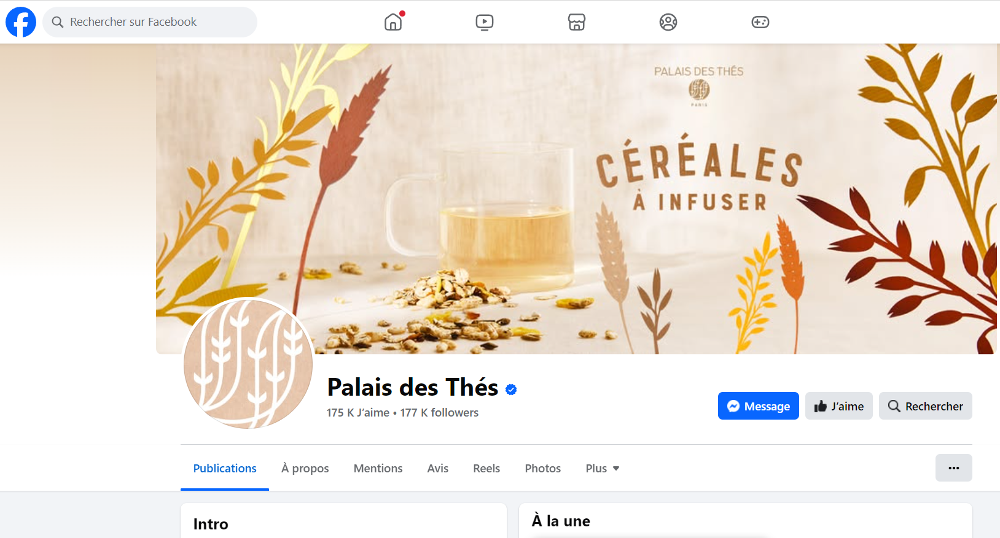 Rechercher sur Facebook
PALAIS DES THÉS
PARIS
CÉRÉALES
À INFUSER
Palais des Thés
175 K J’aime • 177 K followers
Message
J’aime
Rechercher
Publications
À propos
Mentions
Avis
Reels
Photos
Plus
Intro
À la une